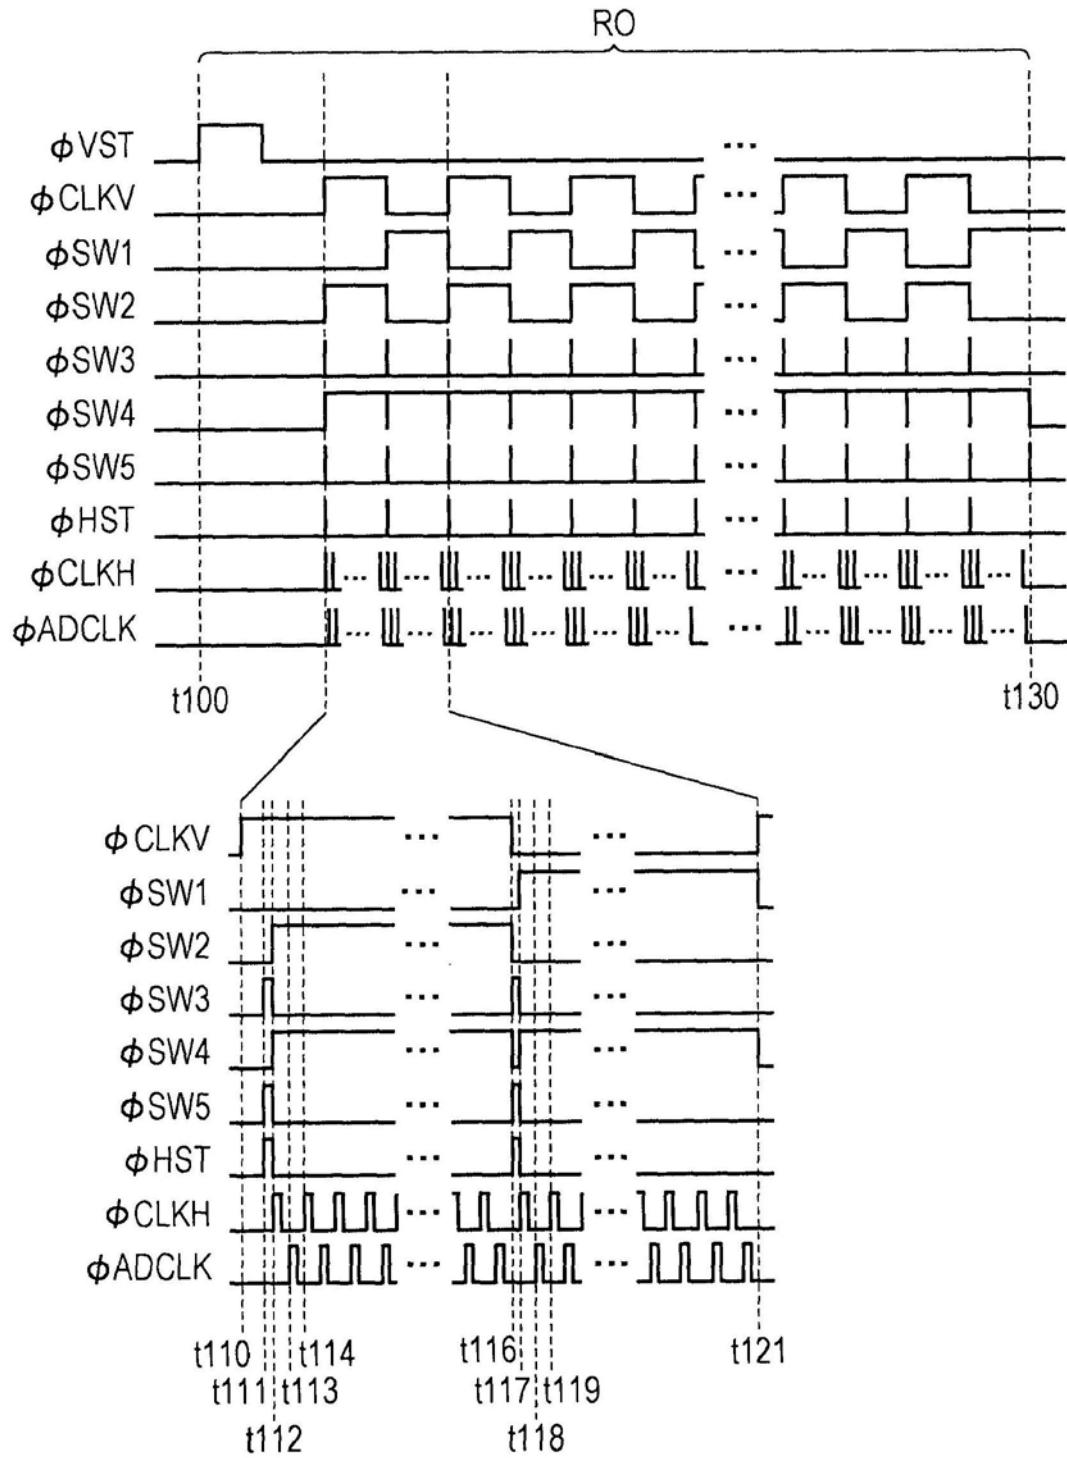 RO
ϕVST
...
ϕCLKV
...
ϕSW1
...
ϕSW2
...
ϕSW3
...
ϕSW4
...
ϕSW5
...
ϕHST
...
ϕCLKH
... ... ... ... ... ... ... ... ... ... ...
ϕADCLK
... ... ... ... ... ... ... ... ... ... ...
t100 t130
ϕCLKV ... ...
ϕSW1 ... ...
ϕSW2 ... ...
ϕSW3 ... ...
ϕSW4 ... ...
ϕSW5 ... ...
ϕHST ... ...
ϕCLKH ... ...
ϕADCLK ... ...
t110 t114 t116 t121
t111 t113 t117 t119
t112 t118